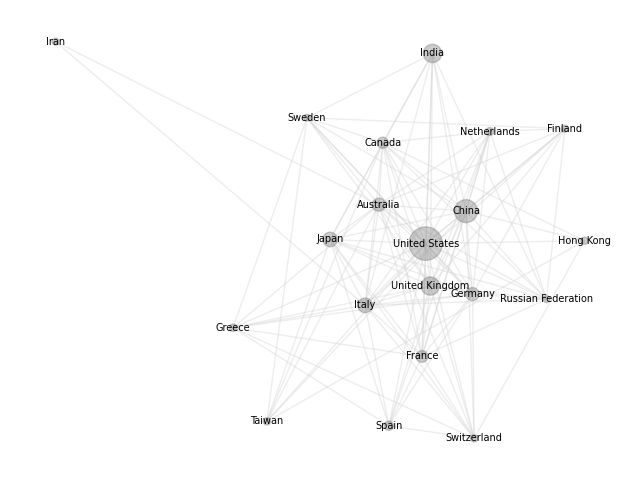 Iran
India
Sweden
Netherlands
Finland
Canada
Australia
China
Japan
United States
Hong Kong
United Kingdom
Germany
Russian Federation
Italy
Greece
France
Taiwan
Spain
Switzerland